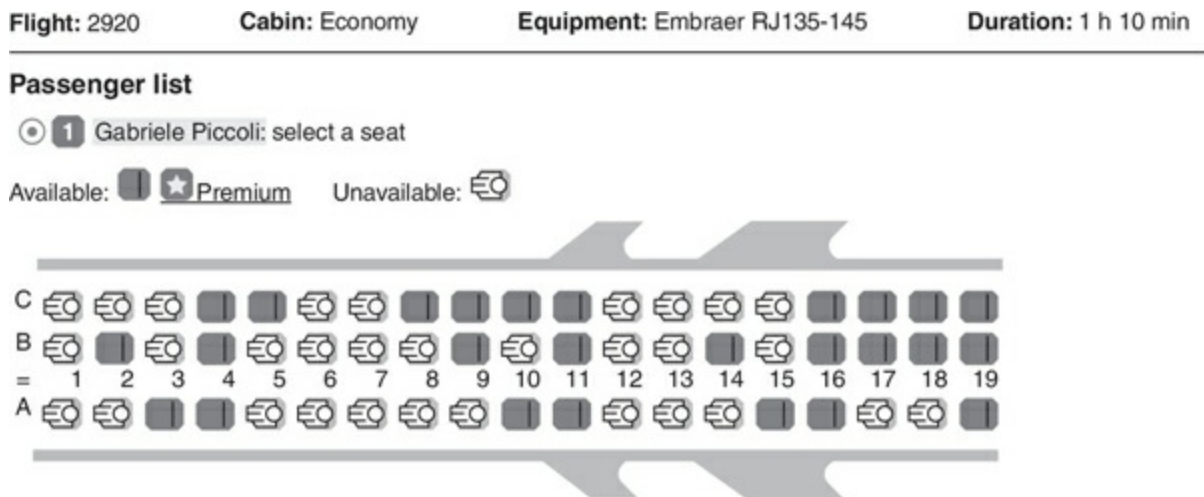 Flight: 2920 Cabin: Economy Equipment: Embraer RJ135-145 Duration: 1 h 10 min
Passenger list
1 Gabriele Piccoli: select a seat
Available: Premium Unavailable:
C
B
= 1 2 3 4 5 6 7 8 9 10 11 12 13 14 15 16 17 18 19
A